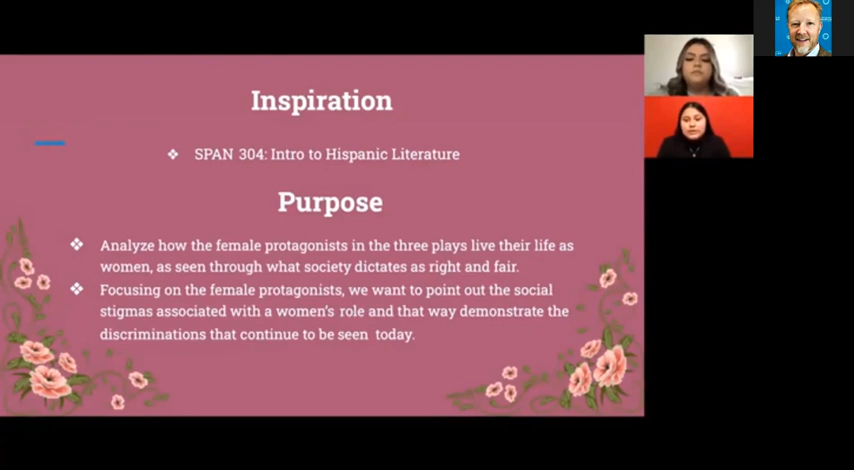 Inspiration
❖ SPAN 304: Intro to Hispanic Literature
Purpose
❖ Analyze how the female protagonists in the three plays live their life as
women, as seen through what society dictates as right and fair.
❖ Focusing on the female protagonists, we want to point out the social
stigmas associated with a women's role and that way demonstrate the
discriminations that continue to be seen today.